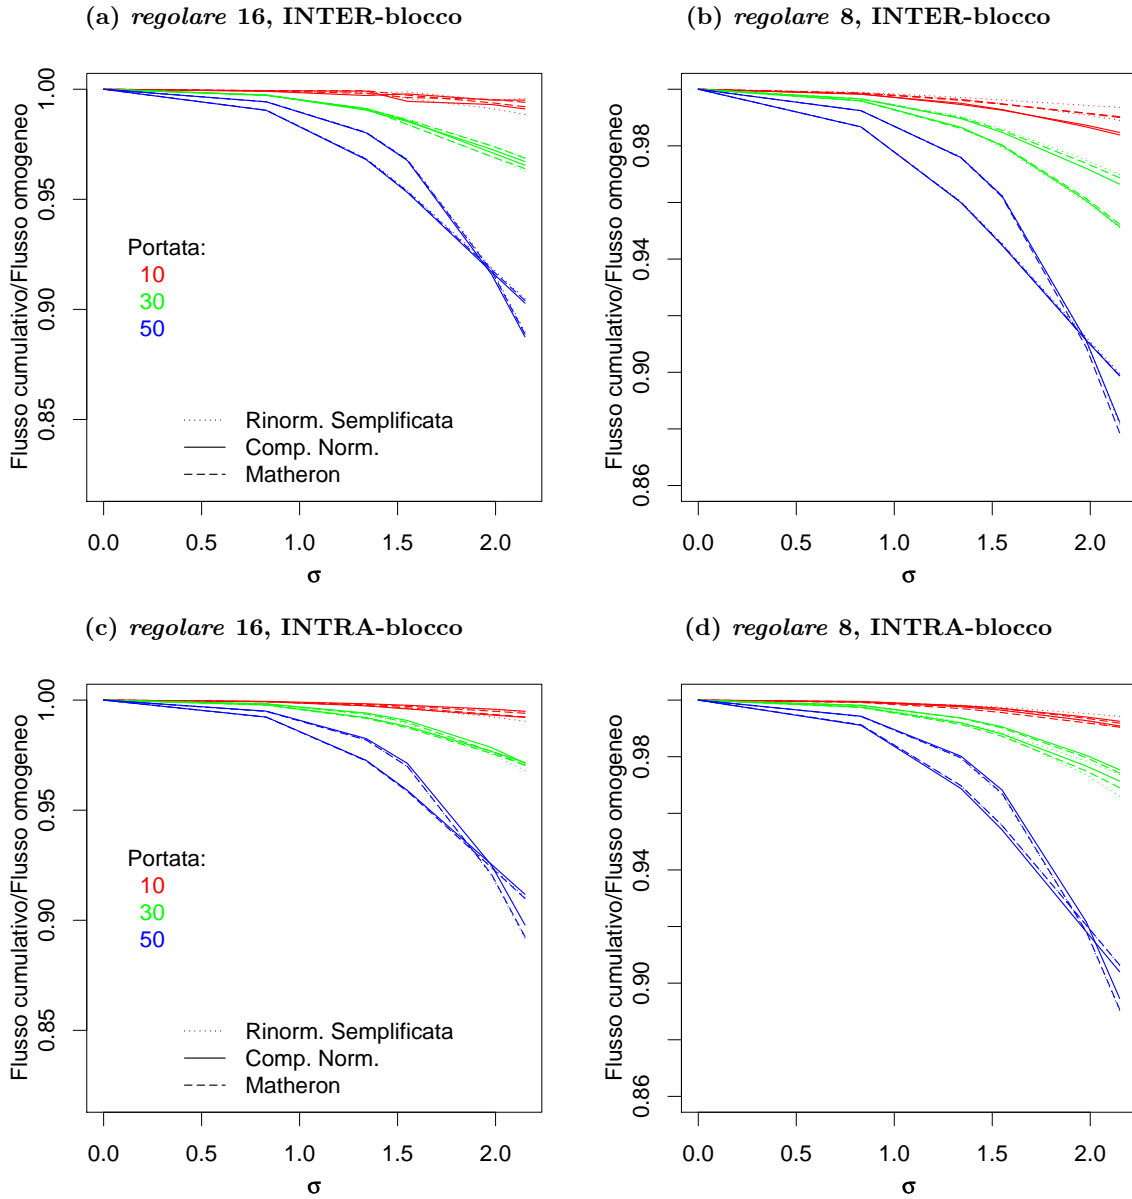 (a) regolare 16, INTER-blocco
Flusso cumulativo/Flusso omogeneo
1.00
0.95
0.90
0.85
Portata:
10
30
50
Rinorm. Semplificata
Comp. Norm.
Matheron
0.0 0.5 1.0 1.5 2.0
σ
(b) regolare 8, INTER-blocco
Flusso cumulativo/Flusso omogeneo
0.98
0.94
0.90
0.86
0.0 0.5 1.0 1.5 2.0
σ
(c) regolare 16, INTRA-blocco
Flusso cumulativo/Flusso omogeneo
1.00
0.95
0.90
0.85
Portata:
10
30
50
Rinorm. Semplificata
Comp. Norm.
Matheron
0.0 0.5 1.0 1.5 2.0
σ
(d) regolare 8, INTRA-blocco
Flusso cumulativo/Flusso omogeneo
0.98
0.94
0.90
0.86
0.0 0.5 1.0 1.5 2.0
σ